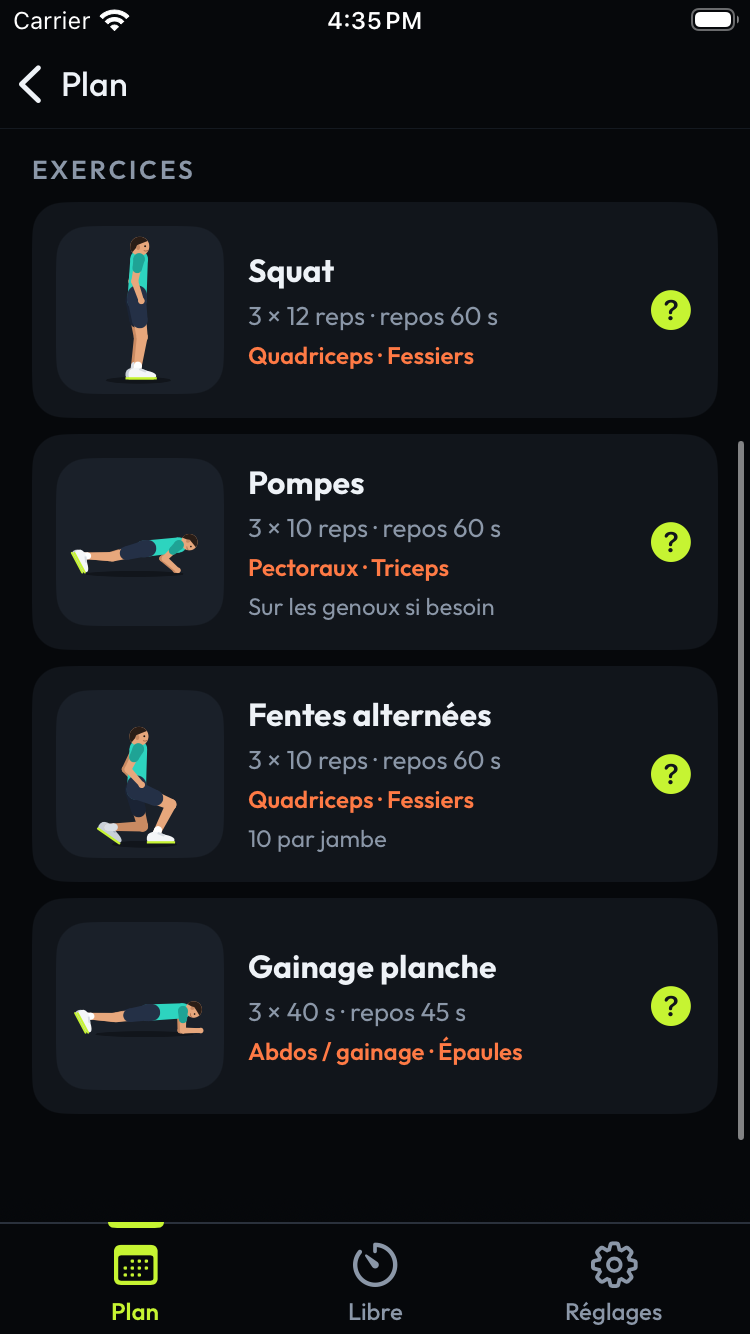 Carrier 4:35 PM
Plan
EXERCICES
Squat
3 × 12 reps · repos 60 s
Quadriceps · Fessiers
?
Pompes
3 × 10 reps · repos 60 s
Pectoraux · Triceps
Sur les genoux si besoin
?
Fentes alternées
3 × 10 reps · repos 60 s
Quadriceps · Fessiers
10 par jambe
?
Gainage planche
3 × 40 s · repos 45 s
Abdos / gainage · Épaules
?
Plan Libre Réglages